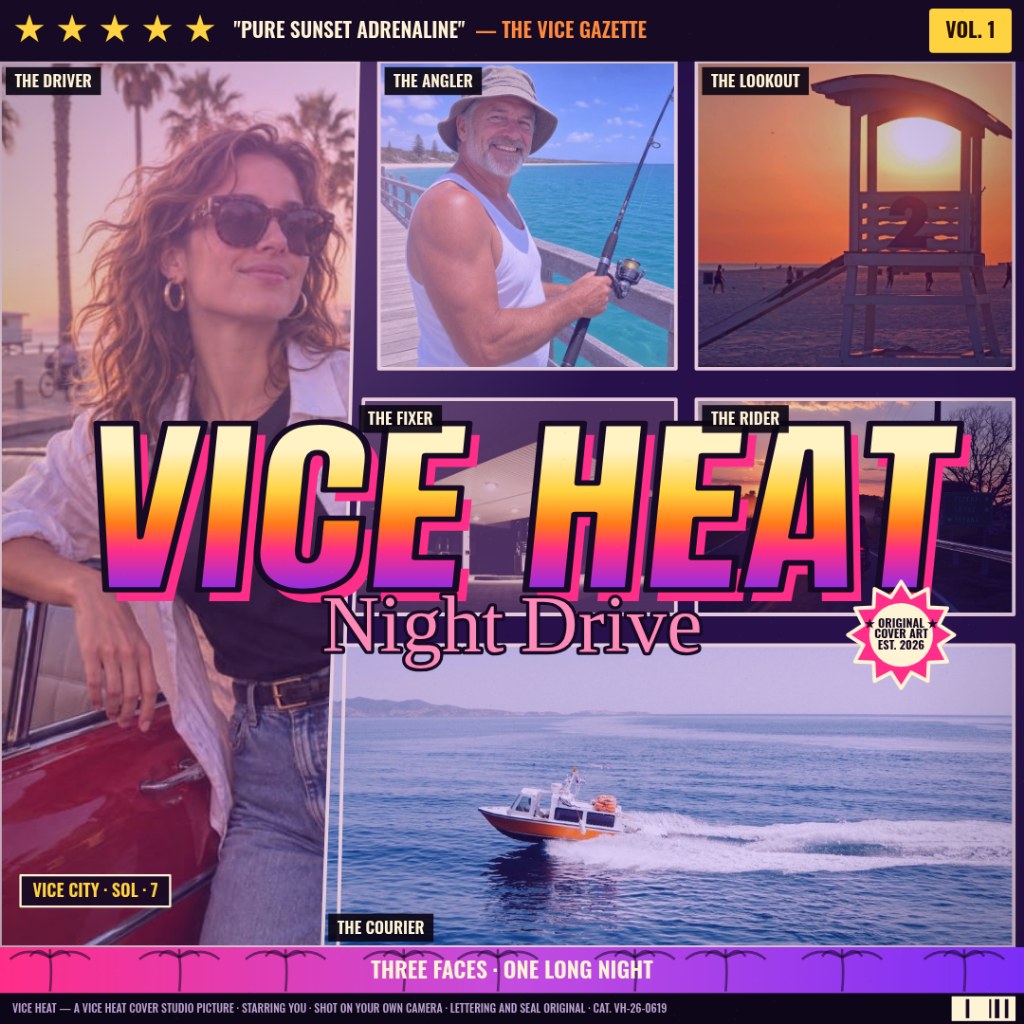 "PURE SUNSET ADRENALINE" — THE VICE GAZETTE
VOL. 1
THE DRIVER
THE ANGLER
THE LOOKOUT
2
THE FIXER
THE RIDER
VICE HEAT
Night Drive
★ ORIGINAL ★
COVER ART
EST. 2026
VICE CITY · SOL · 7
THE COURIER
THREE FACES · ONE LONG NIGHT
VICE HEAT — A VICE HEAT COVER STUDIO PICTURE · STARRING YOU · SHOT ON YOUR OWN CAMERA · LETTERING AND SEAL ORIGINAL · CAT. VH-26-0619